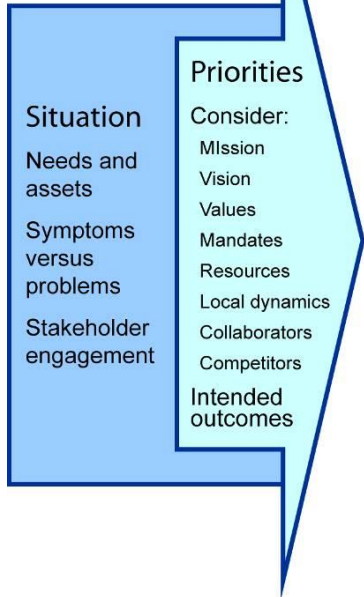 Situation
Needs and
assets
Symptoms
versus
problems
Stakeholder
engagement
Priorities
Consider:
MIssion
Vision
Values
Mandates
Resources
Local dynamics
Collaborators
Competitors
Intended
outcomes